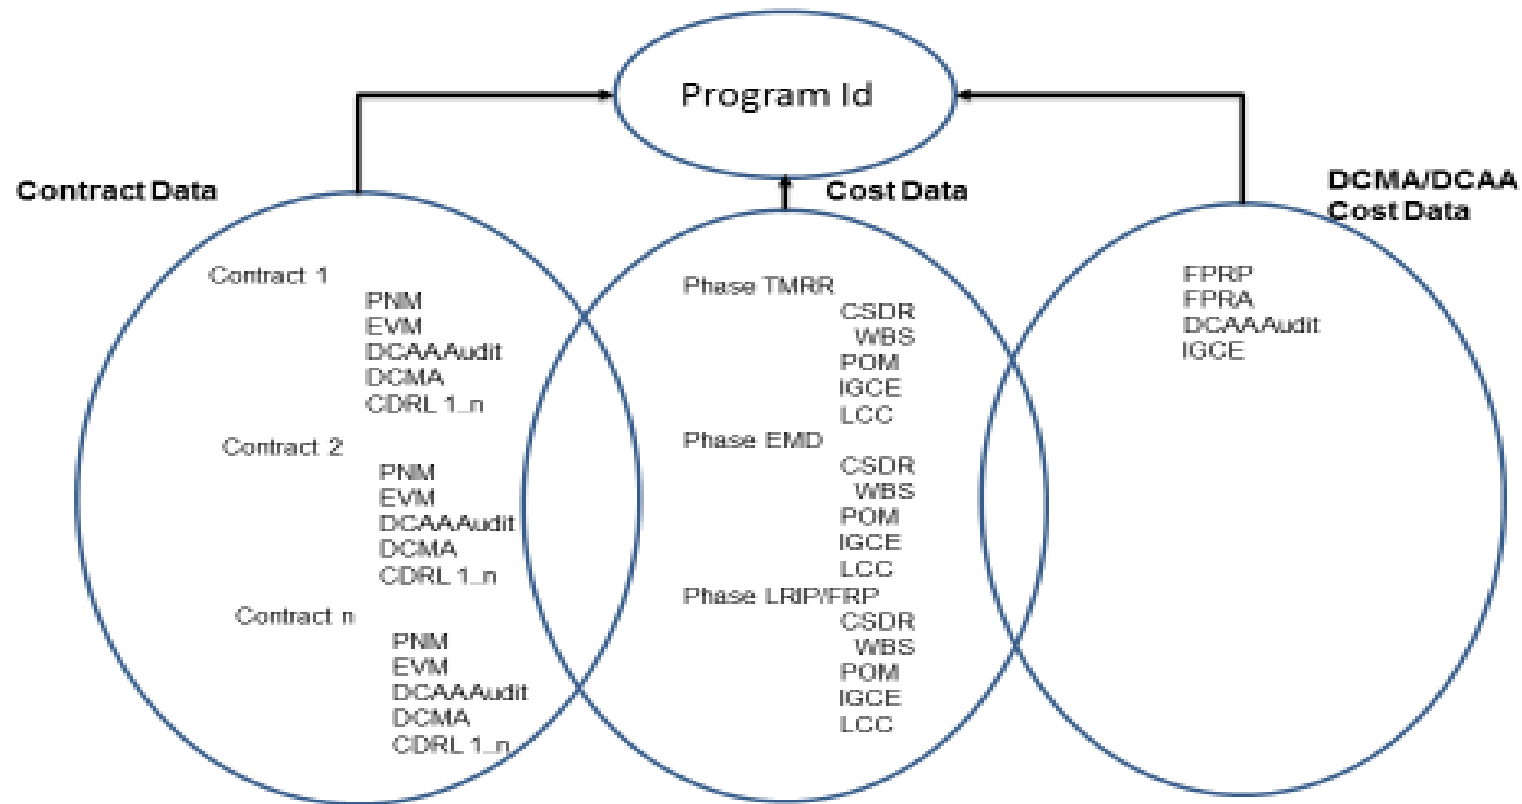 Program Id
Contract Data
Contract 1
PNM
EVM
DCAAAudit
DCMA
CDRL 1..n
Contract 2
PNM
EVM
DCAAAudit
DCMA
CDRL 1..n
Contract n
PNM
EVM
DCAAAudit
DCMA
CDRL 1..n
Cost Data
Phase TMRR
CSDR
WBS
POM
IGCE
LCC
Phase EMD
CSDR
WBS
POM
IGCE
LCC
Phase LRIP/FRP
CSDR
WBS
POM
IGCE
LCC
DCMA/DCAA
Cost Data
FPRP
FPRA
DCAAAudit
IGCE